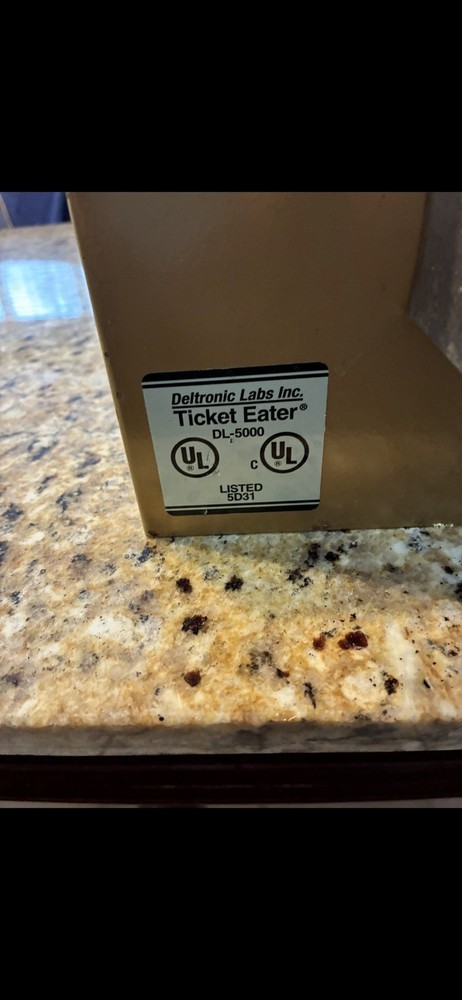 Deltronic Labs Inc.
Ticket Eater®
DL-5000
UL ® C UL ®
LISTED
5D31